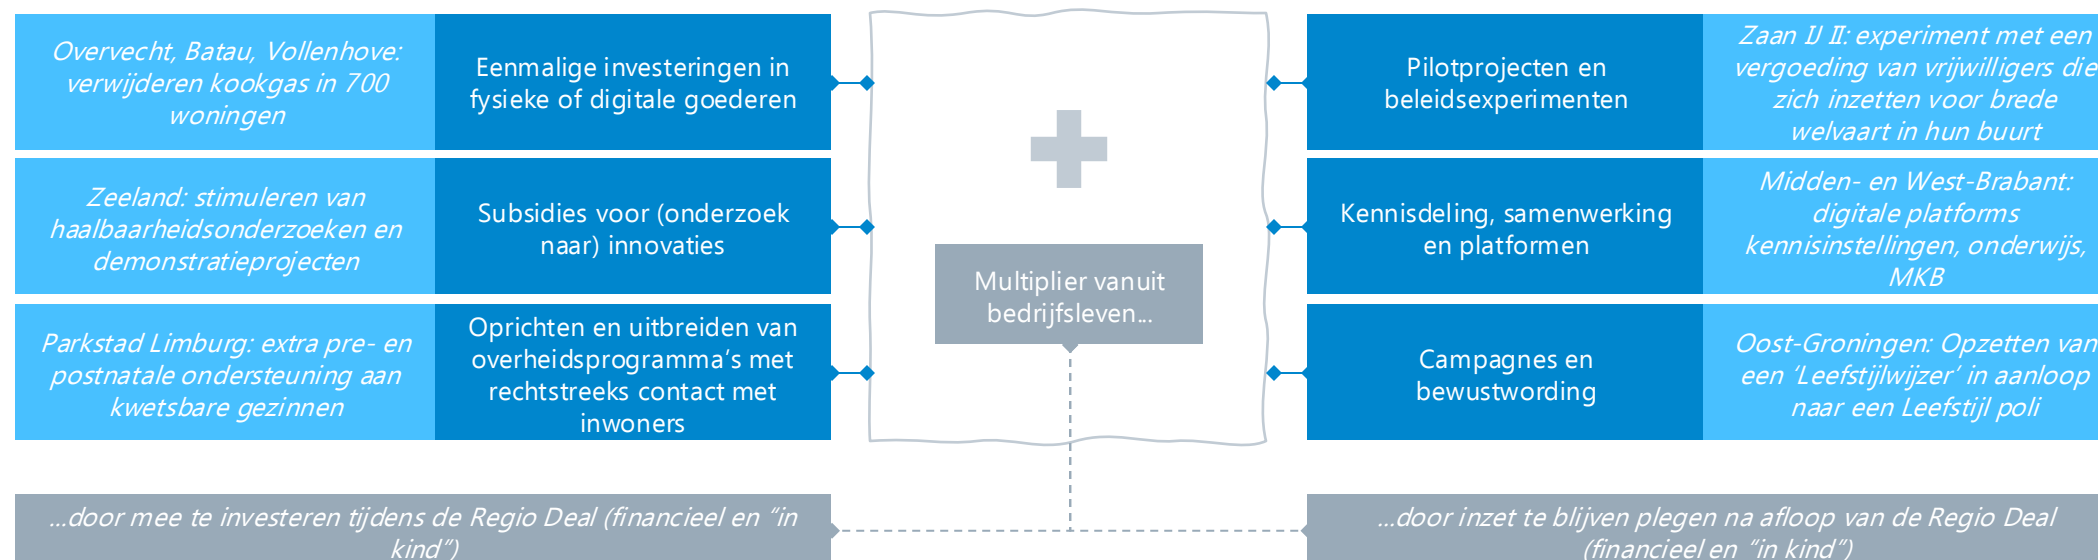 Overvecht, Batau, Vollenhove:
verwijderen kookgas in 700
woningen
Eenmalige investeringen in
fysieke of digitale goederen
Pilotprojecten en
beleidsexperimenten
Zaan IJ II: experiment met een
vergoeding van vrijwilligers die
zich inzetten voor brede
welvaart in hun buurt
Zeeland: stimuleren van
haalbaarheidsonderzoeken en
demonstratieprojecten
Subsidies voor (onderzoek
naar) innovaties
Multiplier vanuit
bedrijfsleven...
Kennisdeling, samenwerking
en platformen
Midden- en West-Brabant:
digitale platforms
kennisinstellingen, onderwijs,
MKB
Parkstad Limburg: extra pre- en
postnatale ondersteuning aan
kwetsbare gezinnen
Oprichten en uitbreiden van
overheidsprogramma's met
rechtstreeks contact met
inwoners
Campagnes en
bewustwording
Oost-Groningen: Opzetten van
een ‘Leefstijlwijzer’ in aanloop
naar een Leefstijl poli
...door mee te investeren tijdens de Regio Deal (financieel en “in
kind”)
...door inzet te blijven plegen na afloop van de Regio Deal
(financieel en “in kind”)